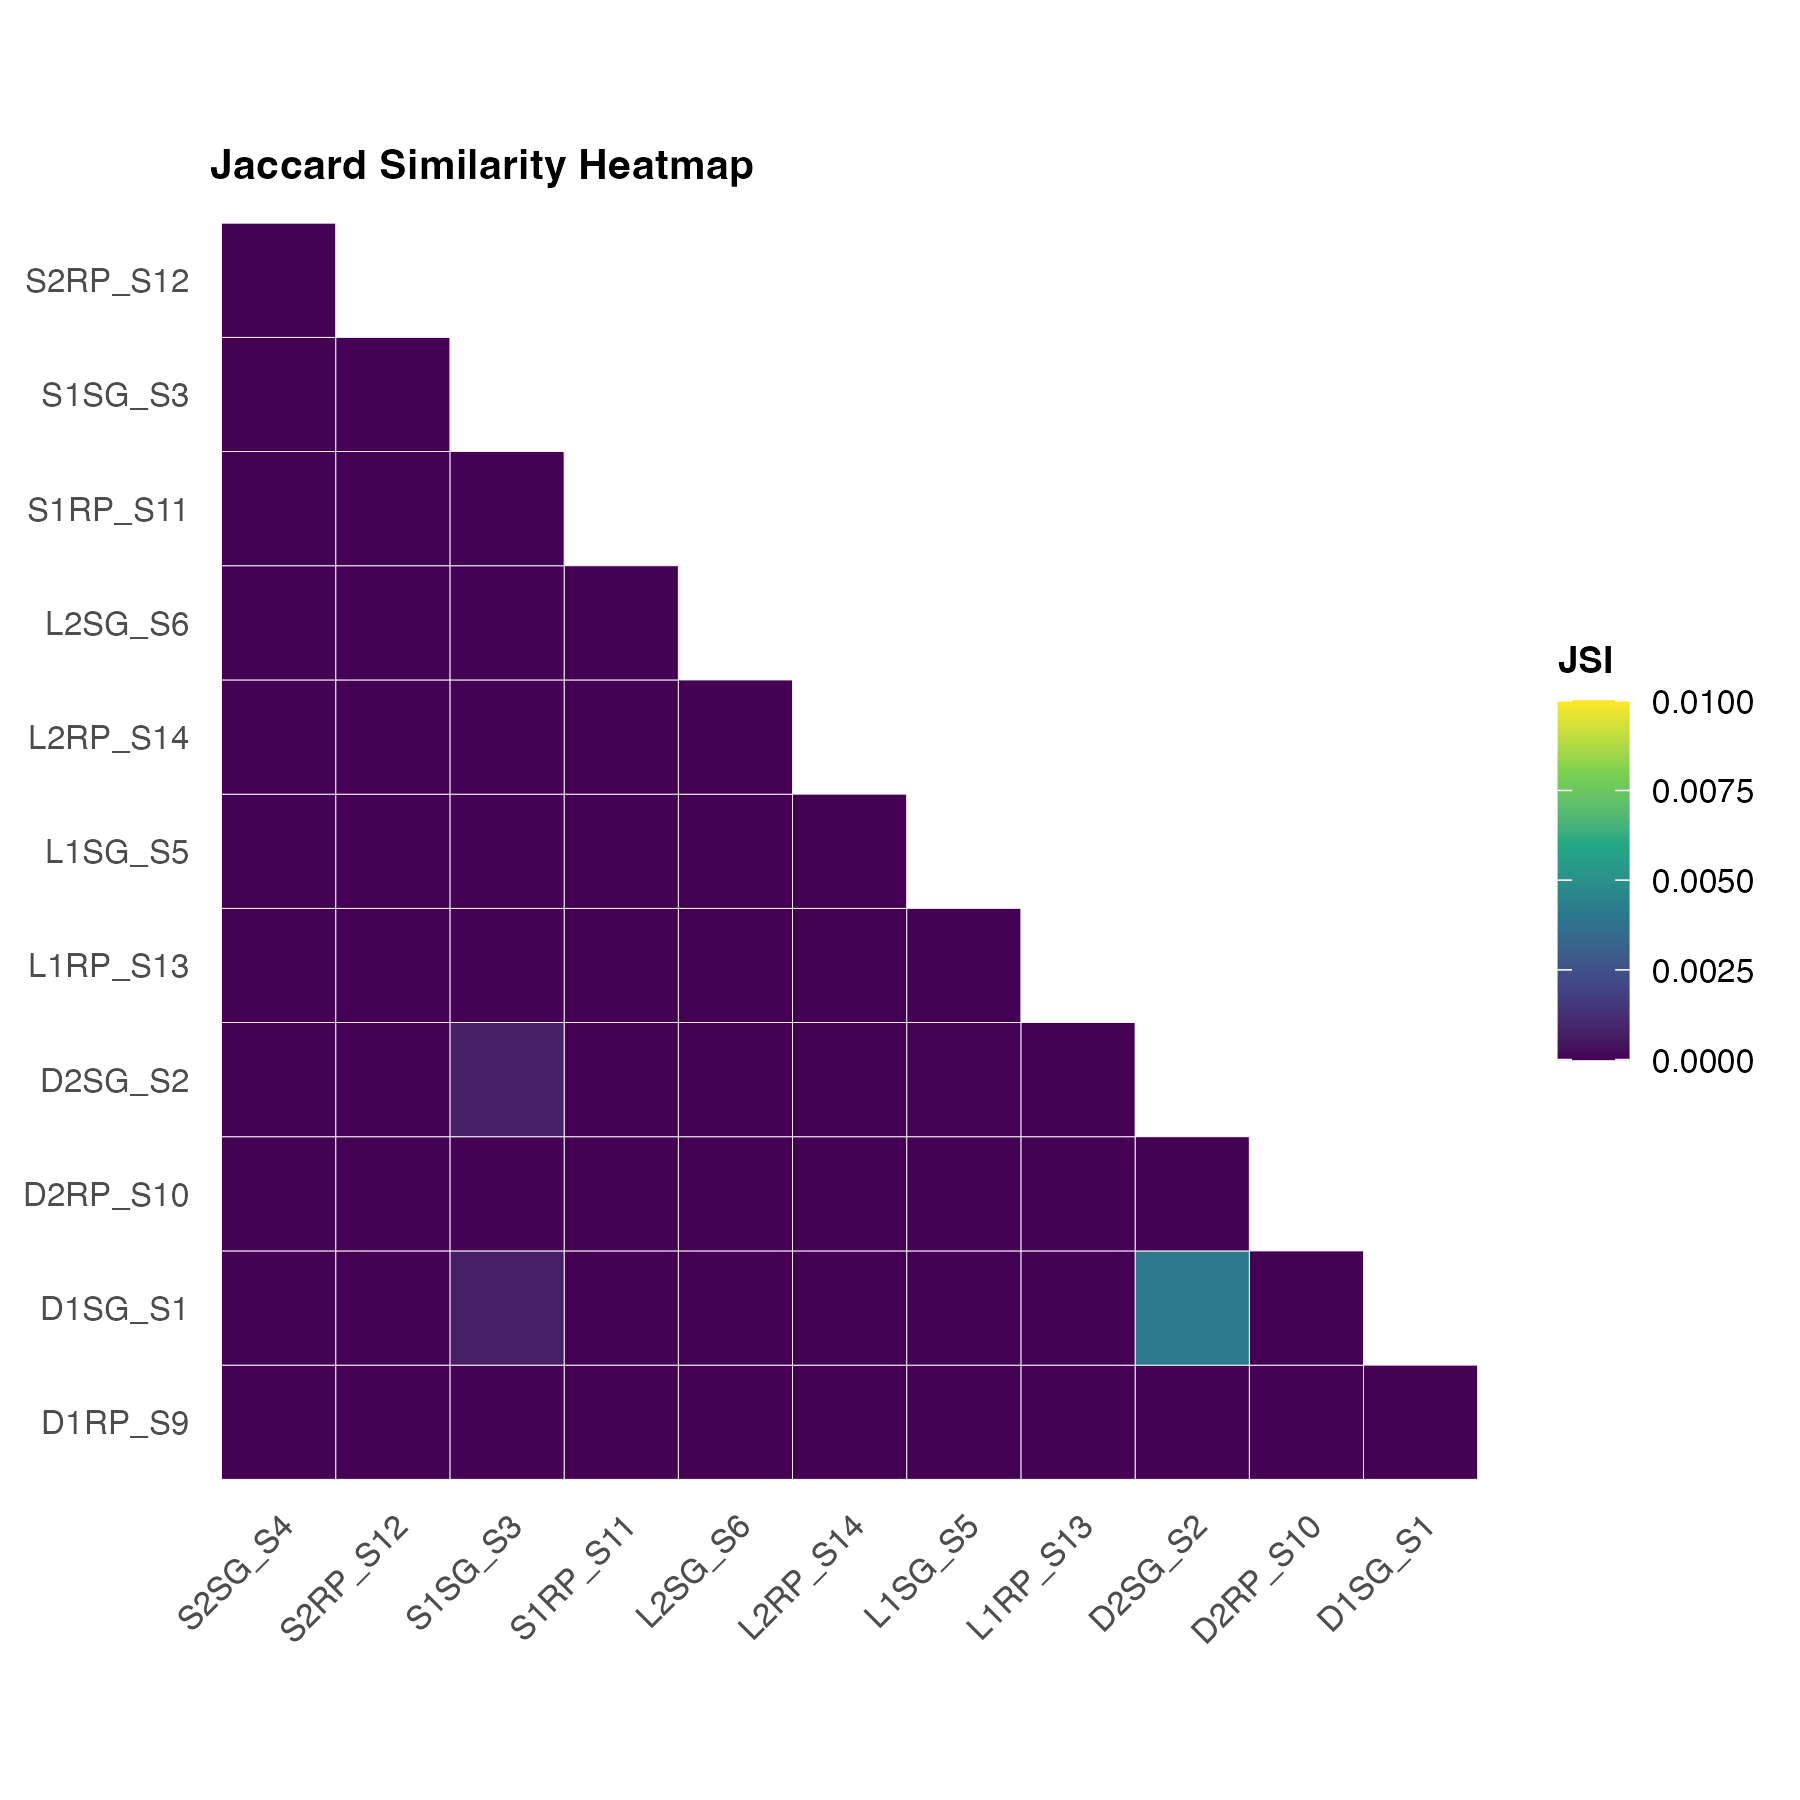 Jaccard Similarity Heatmap
S2RP_S12
S1SG_S3
S1RP_S11
L2SG_S6
L2RP_S14
L1SG_S5
L1RP_S13
D2SG_S2
D2RP_S10
D1SG_S1
D1RP_S9
S2SG_S4
S2RP_S12
S1SG_S3
S1RP_S11
L2SG_S6
L2RP_S14
L1SG_S5
L1RP_S13
D2SG_S2
D2RP_S10
D1SG_S1
JSI
0.0100
0.0075
0.0050
0.0025
0.0000